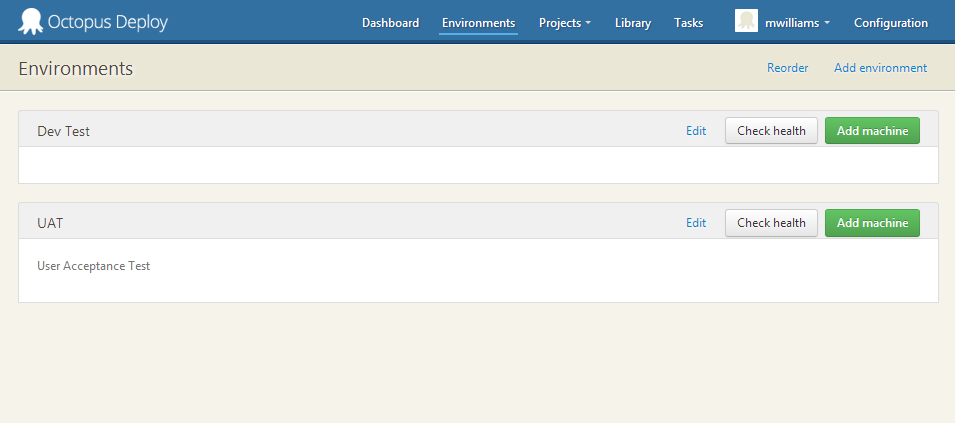 Octopus Deploy Dashboard Environments Projects Library Tasks mwilliams Configuration
Environments Reorder Add environment
Dev Test Edit Check health Add machine
UAT Edit Check health Add machine
User Acceptance Test